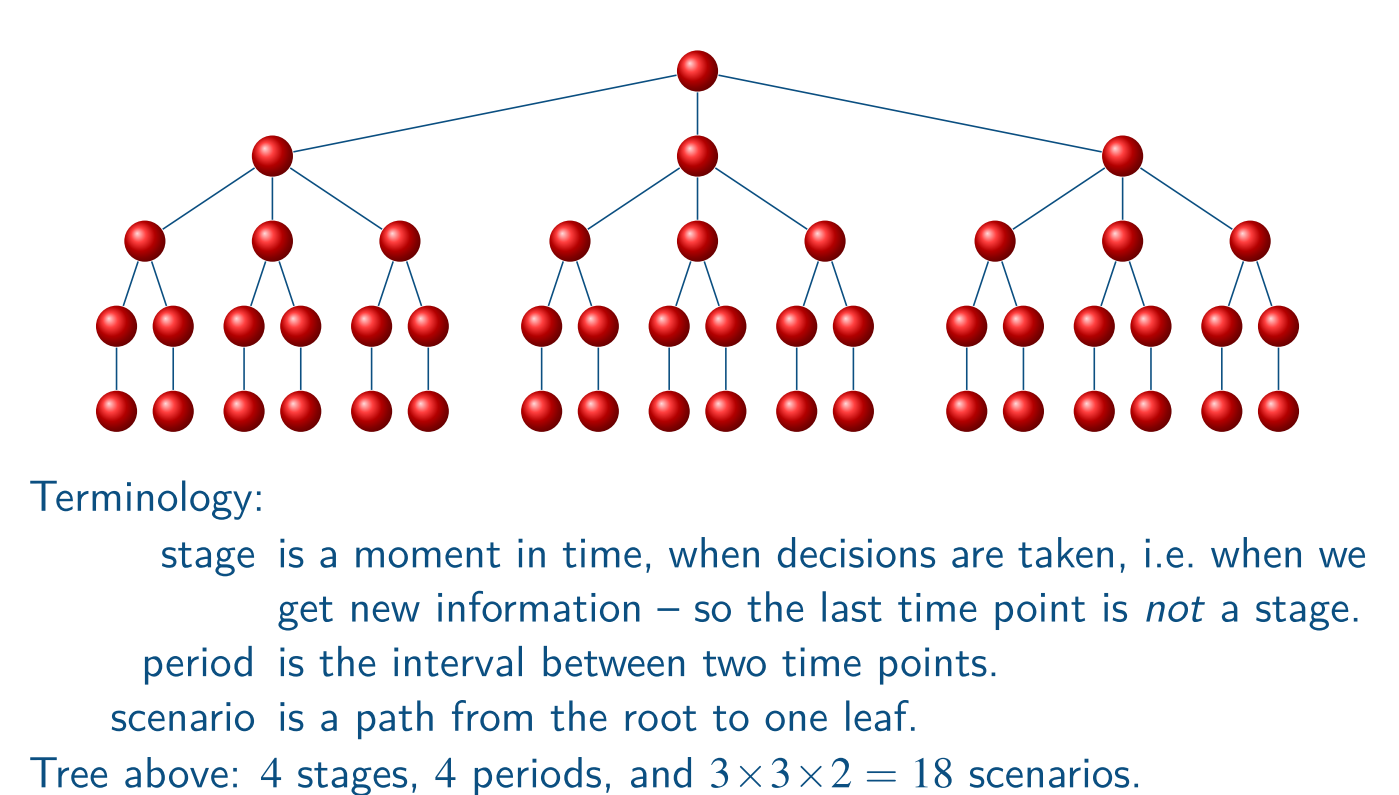 Terminology:
stage is a moment in time, when decisions are taken, i.e. when we
get new information – so the last time point is not a stage.
period is the interval between two time points.
scenario is a path from the root to one leaf.
Tree above: 4 stages, 4 periods, and 3×3×2 = 18 scenarios.